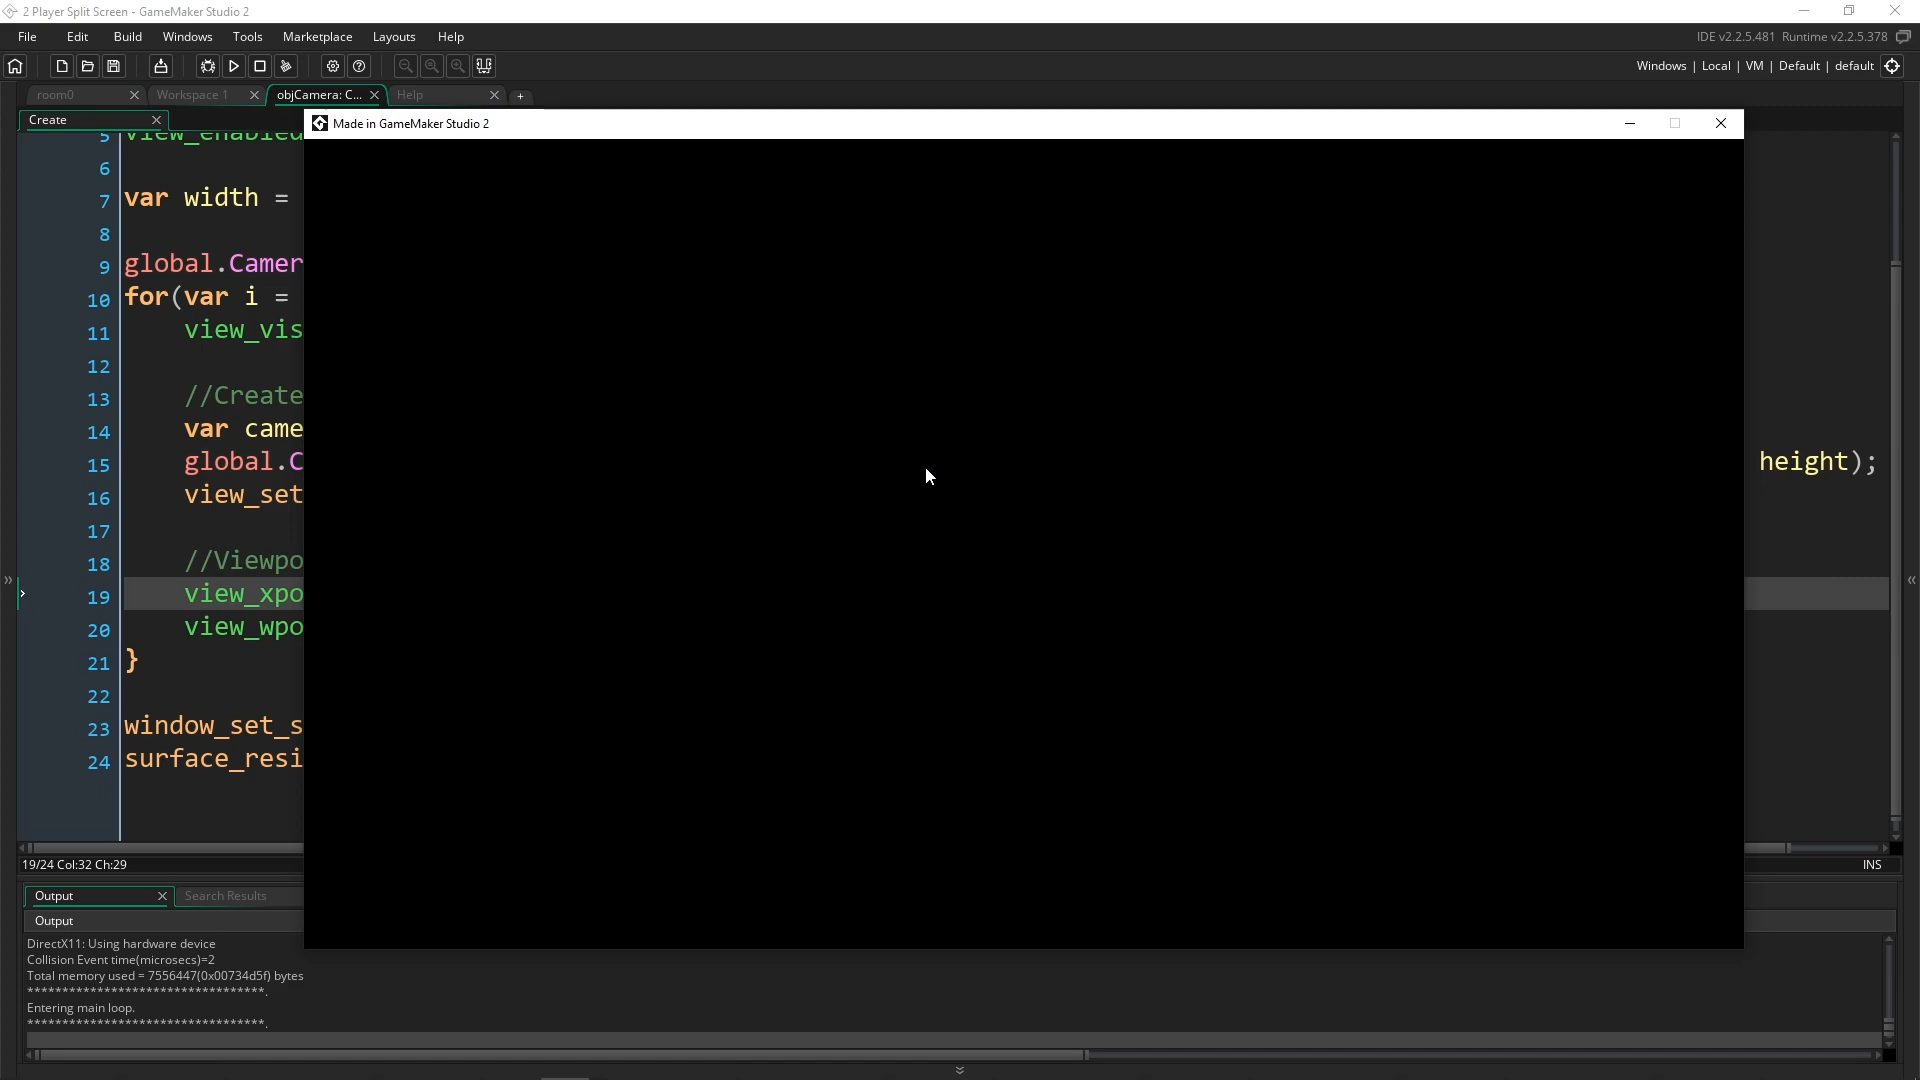 2 Player Split Screen - GameMaker Studio 2
File Edit Build Windows Tools Marketplace Layouts Help
IDE v2.2.5.481 Runtime v2.2.5.378
Windows | Local | VM | Default | default
room0 Workspace 1 objCamera: C... Help +
Create
Made in GameMaker Studio 2
5 view_enabled
6
7 var width =
8
9 global.Camer
10 for(var i =
11 view_vis
12
13 //Create
14 var came
15 global.C height);
16 view_set
17
18 //Viewpo
19 view_xpo
20 view_wpo
21 }
22
23 window_set_s
24 surface_resi
19/24 Col:32 Ch:29 INS
Output Search Results
Output
DirectX11: Using hardware device
Collision Event time(microsecs)=2
Total memory used = 7556447(0x00734d5f) bytes
**********************************.
Entering main loop.
**********************************.